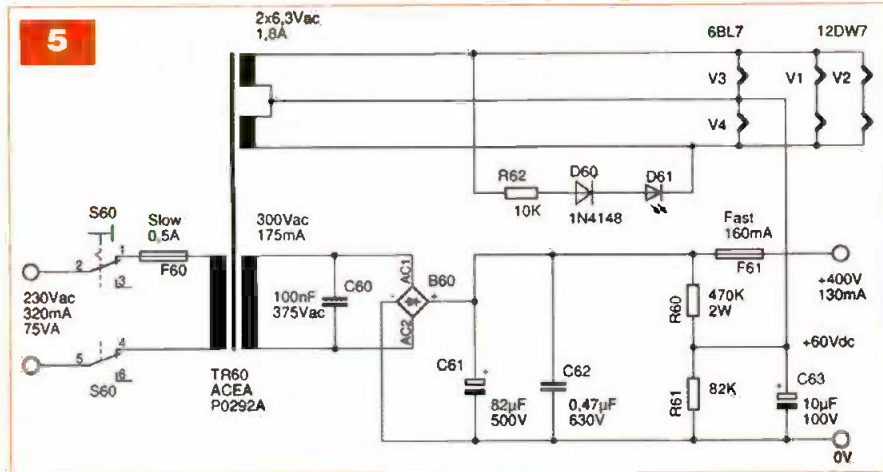 5
2x6,3Vac
1,8A
6BL7
12DW7
V3
V1
V2
V4
R62
10K
D60
1N4148
D61
S60
Slow
0,5A
F60
300Vac
175mA
Fast
160mA
F61
1
2
3
230Vac
320mA
75VA
4
5
6
S60
100nF
375Vac
C60
AC1
AC2
B60
+400V
130mA
R60
470K
2W
+60Vdc
TR60
ACEA
P0292A
C61
82µF
500V
C62
0,47µF
630V
R61
82K
C63
10µF
100V
0V